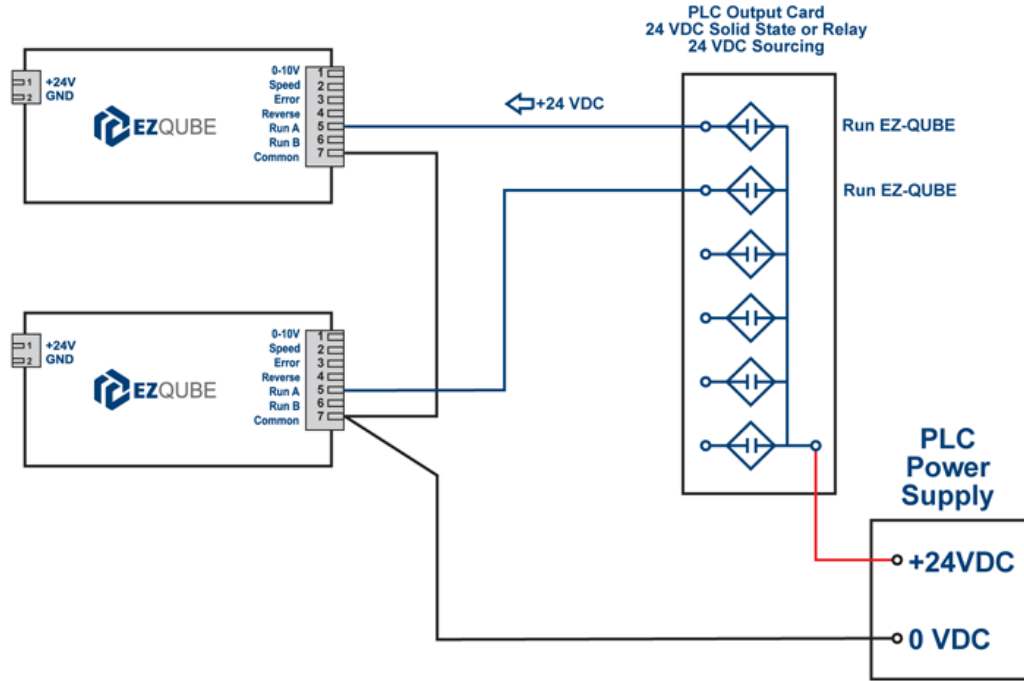 PLC Output Card
24 VDC Solid State or Relay
24 VDC Sourcing
1 +24V
2 GND
EZQUBE
0-10V 1
Speed 2
Error 3
Reverse 4
Run A 5
Run B 6
Common 7
+24 VDC
Run EZ-QUBE
Run EZ-QUBE
1 +24V
2 GND
EZQUBE
0-10V 1
Speed 2
Error 3
Reverse 4
Run A 5
Run B 6
Common 7
PLC
Power
Supply
+24VDC
0 VDC